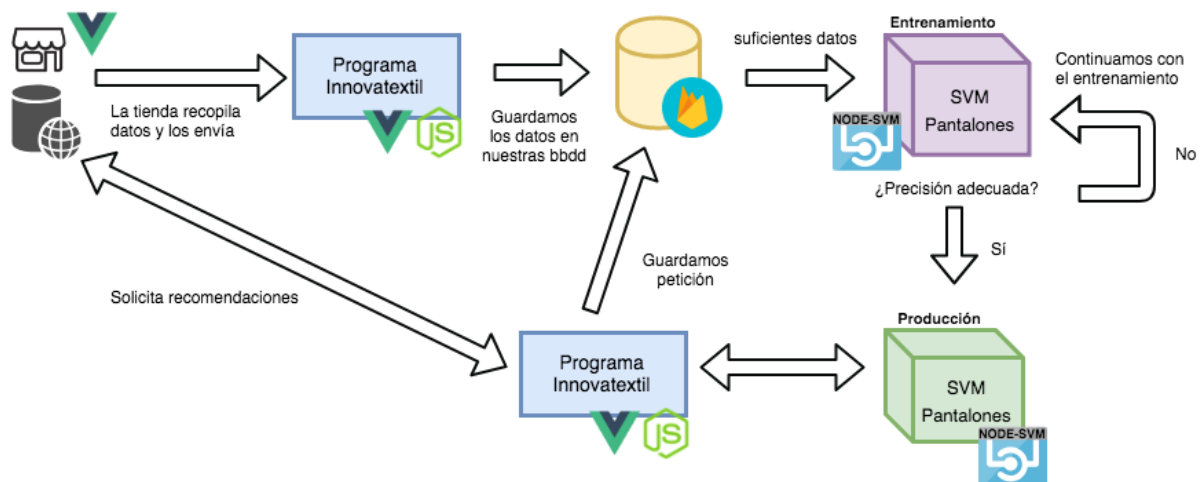 Entrenamiento
suficientes datos
Continuamos con
el entrenamiento
Programa
Innovatextil
JS
La tienda recopila
datos y los envía
Guardamos
los datos en
nuestras bbdd
SVM
Pantalones
NODE-SVM
No
¿Precisión adecuada?
Sí
Guardamos
petición
Solicita recomendaciones
Producción
Programa
Innovatextil
JS
SVM
Pantalones
NODE-SVM